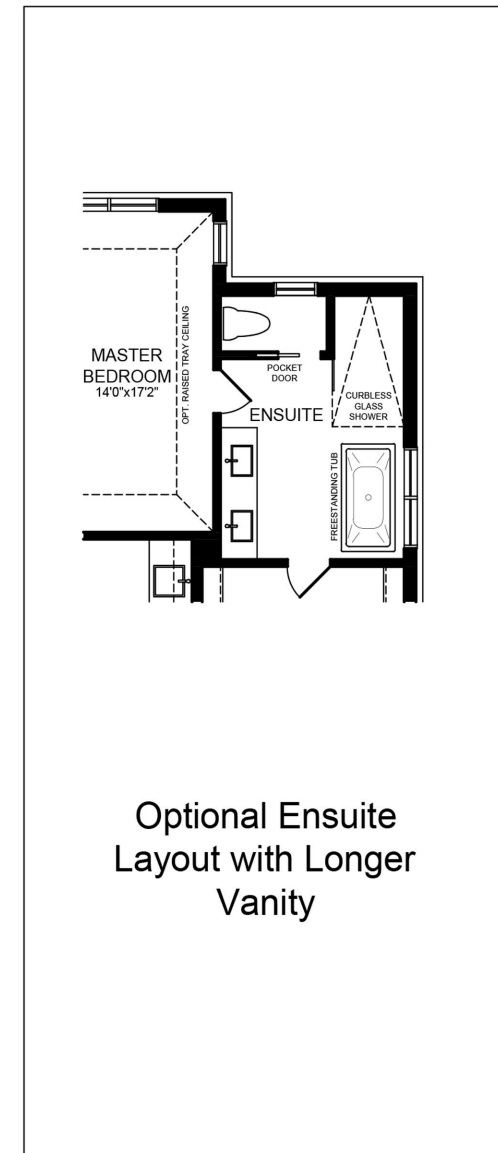 MASTER
BEDROOM
14'0"x17'2"
OPT. RAISED TRAY CEILING
POCKET
DOOR
ENSUITE
CURBLESS
GLASS
SHOWER
FREESTANDING TUB
Optional Ensuite
Layout with Longer
Vanity